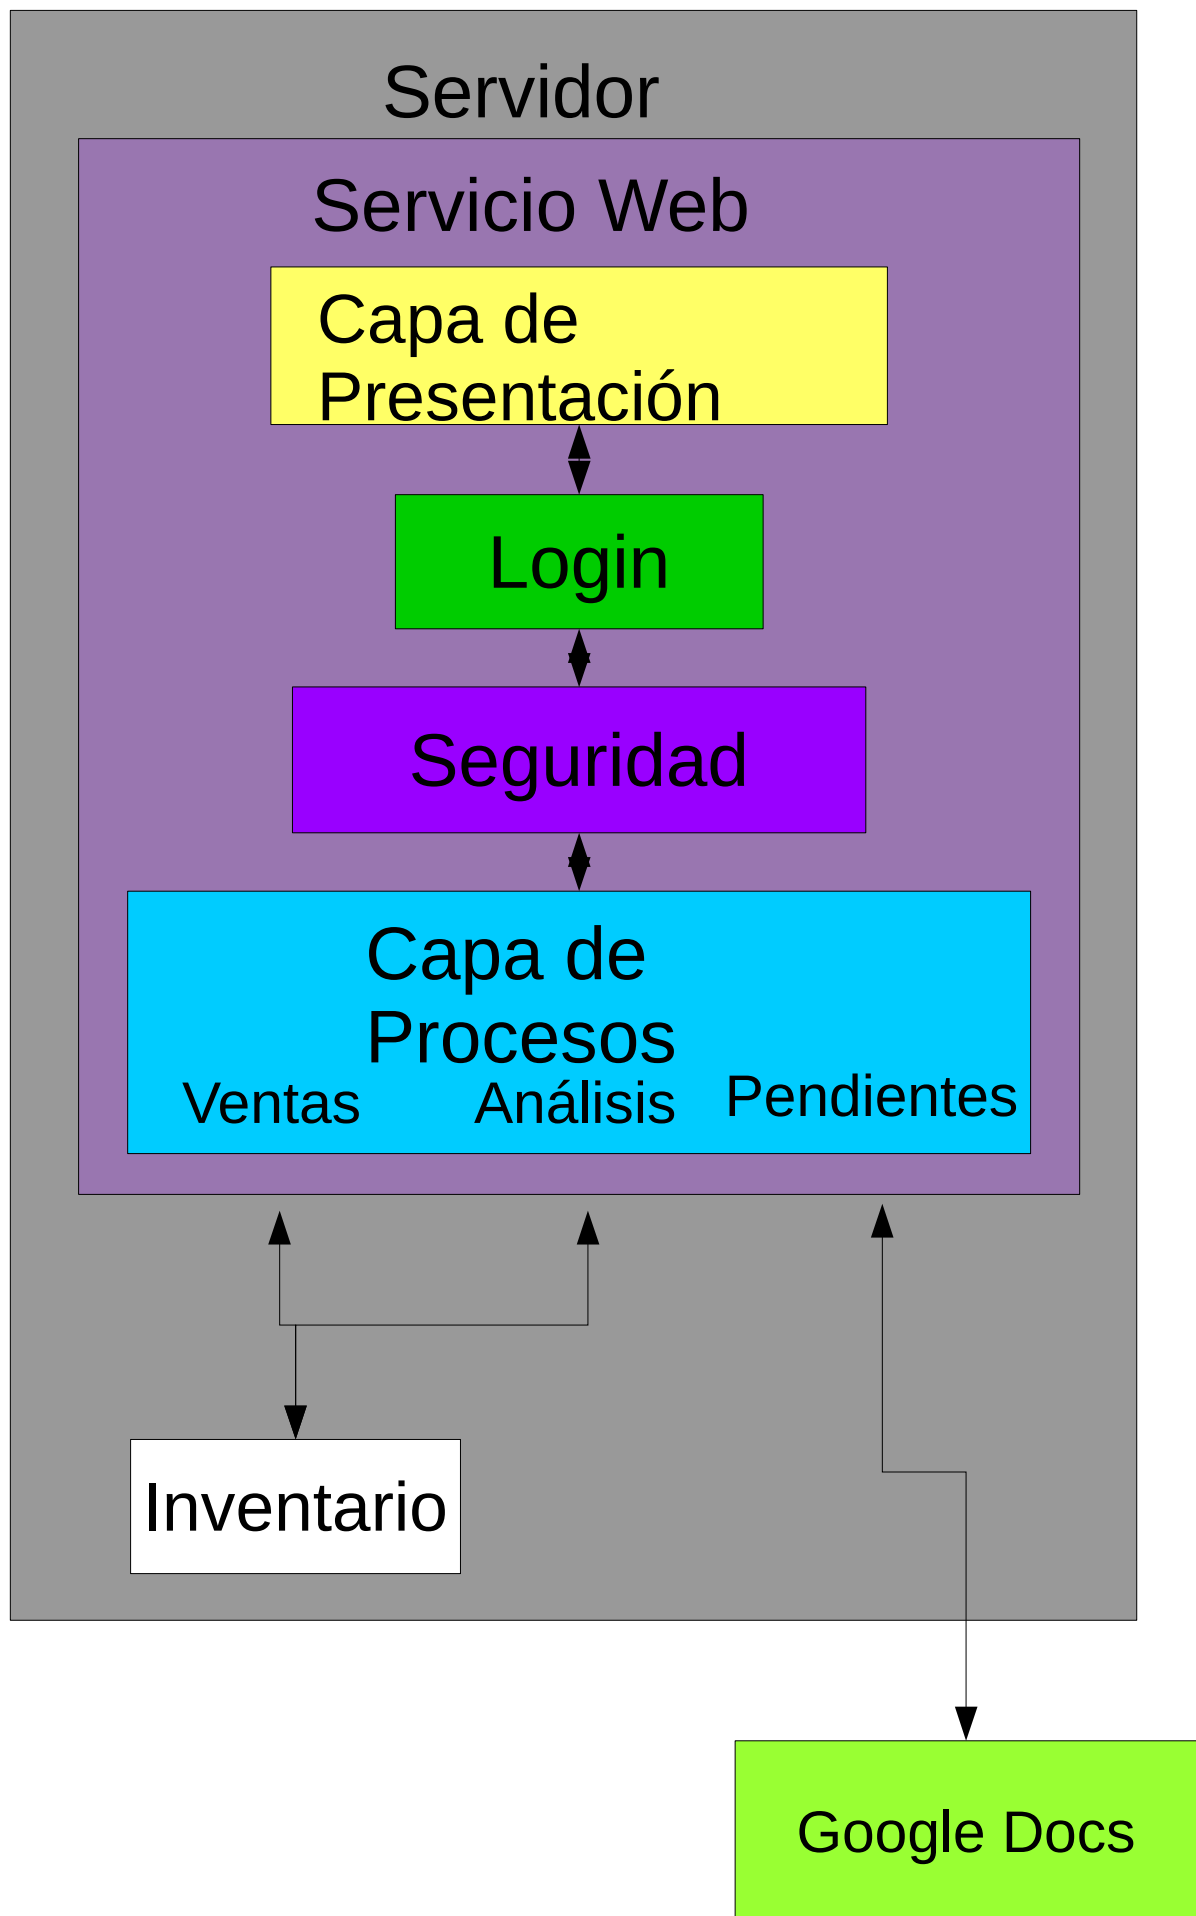 Servidor
Servicio Web
Capa de
Presentación
Login
Seguridad
Capa de
Procesos
Ventas
Análisis
Pendientes
Inventario
Google Docs